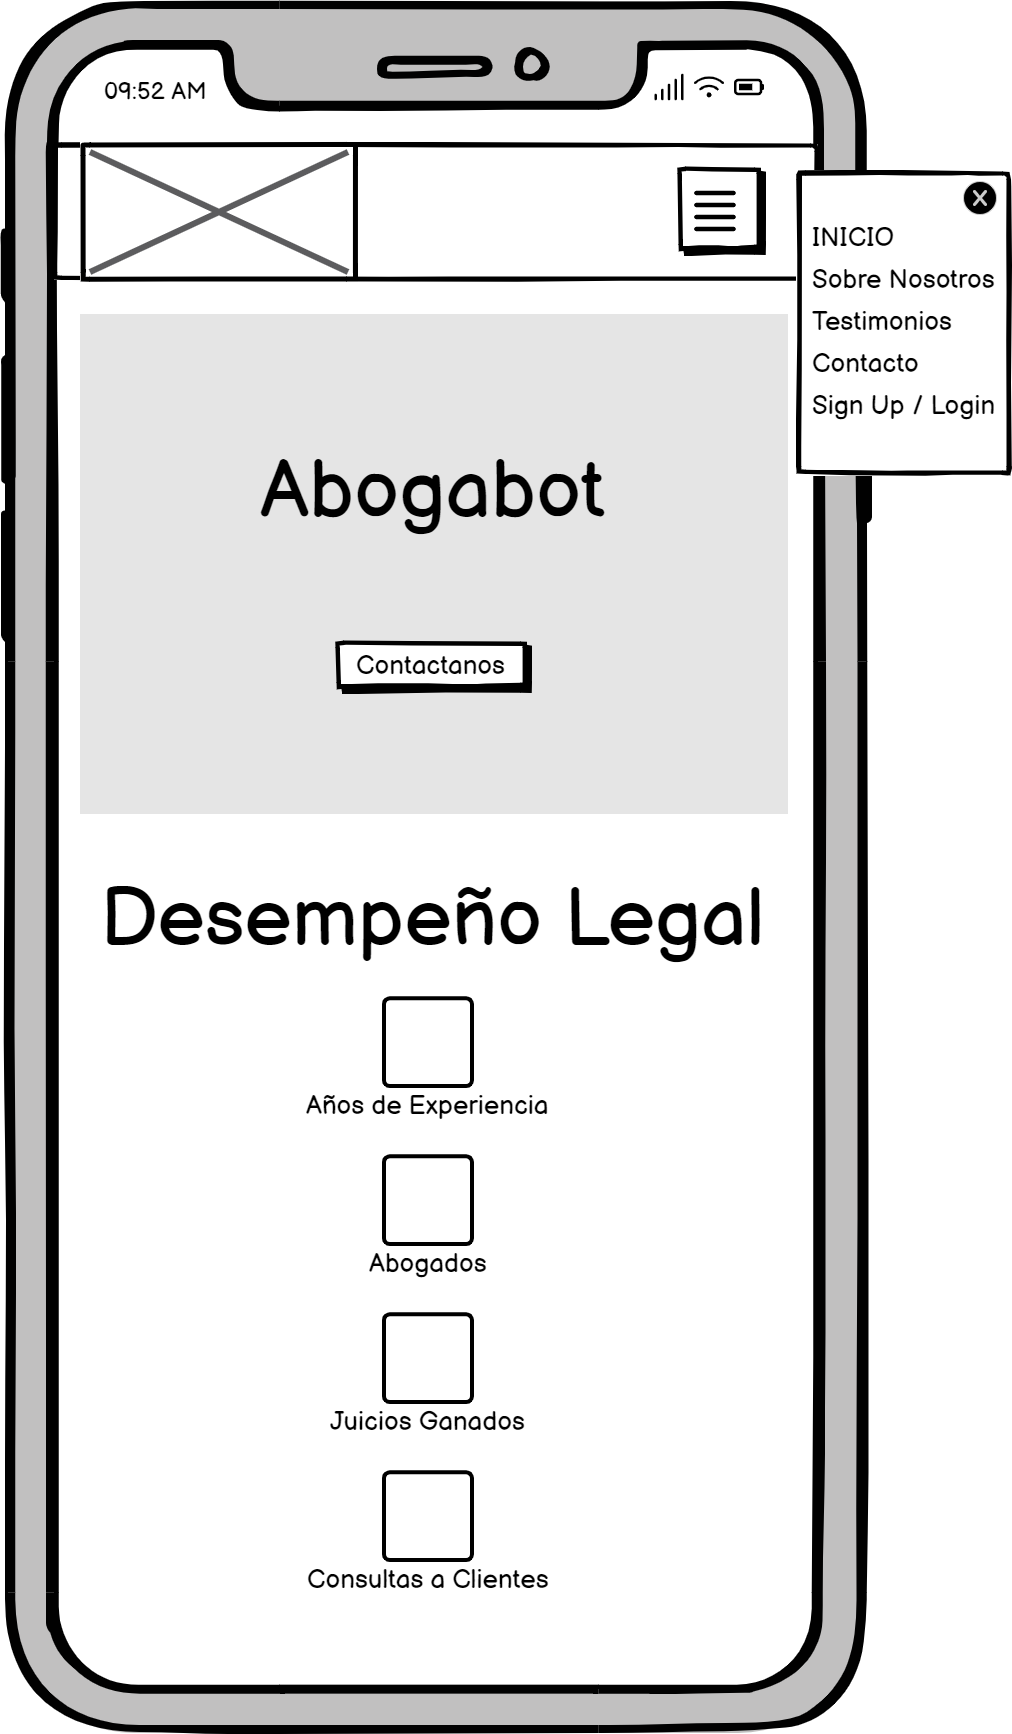 09:52 AM
INICIO
Sobre Nosotros
Testimonios
Contacto
Sign Up / Login
Abogabot
Contactanos
Desempeño Legal
Años de Experiencia
Abogados
Juicios Ganados
Consultas a Clientes